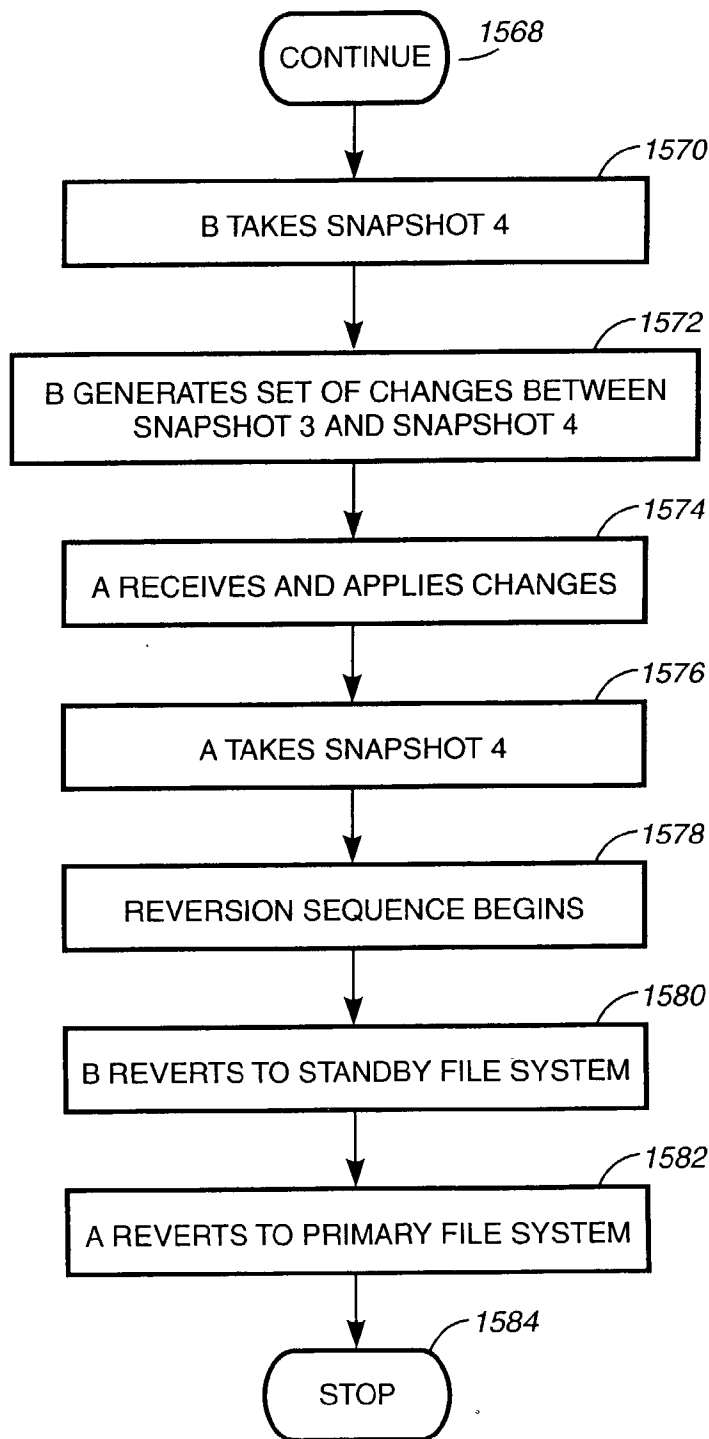 CONTINUE
1568
1570
B TAKES SNAPSHOT 4
1572
B GENERATES SET OF CHANGES BETWEEN
SNAPSHOT 3 AND SNAPSHOT 4
1574
A RECEIVES AND APPLIES CHANGES
1576
A TAKES SNAPSHOT 4
1578
REVERSION SEQUENCE BEGINS
1580
B REVERTS TO STANDBY FILE SYSTEM
1582
A REVERTS TO PRIMARY FILE SYSTEM
1584
STOP